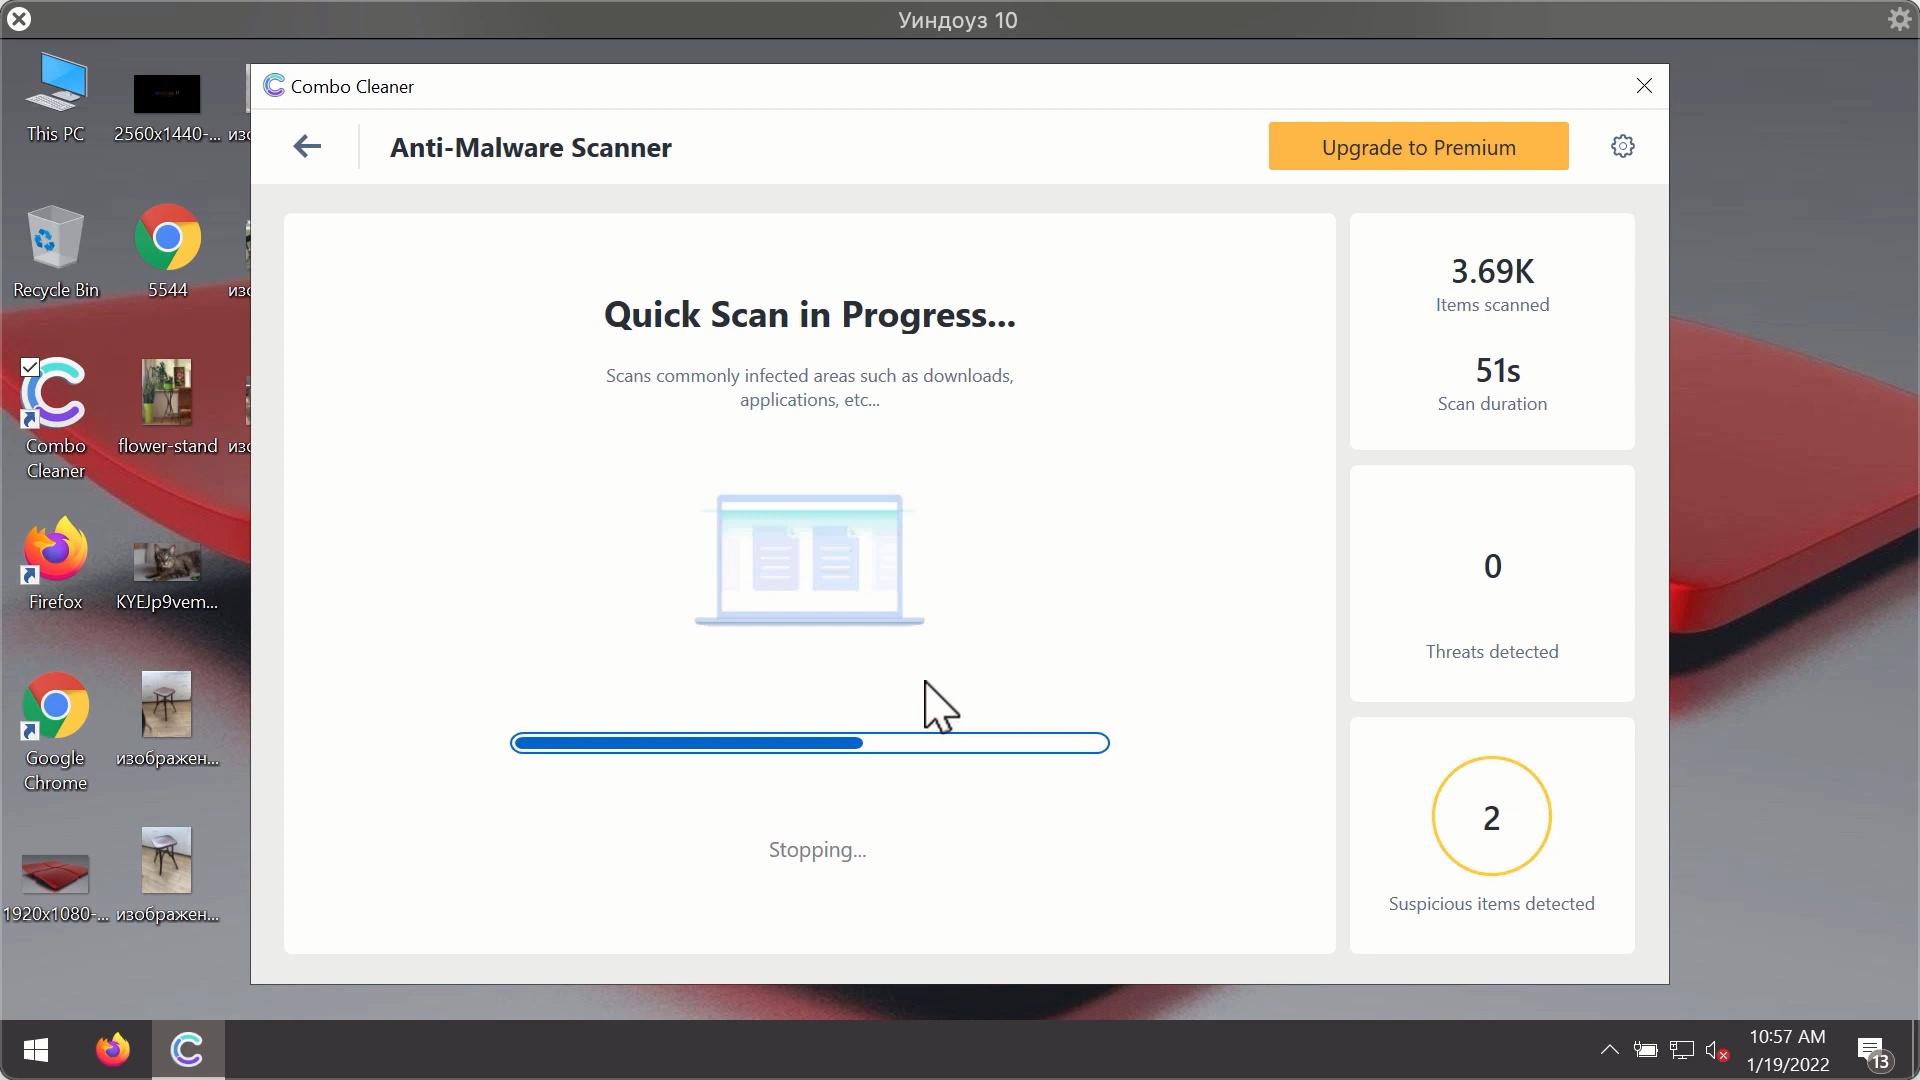 Уиндоуз 10
This PC
2560x1440-...
изо
Recycle Bin
5544
изо
Combo
Cleaner
flower-stand
изо
Firefox
KYEJp9vem...
Google
Chrome
изображен...
1920x1080-...
изображен...
Combo Cleaner
Anti-Malware Scanner
Upgrade to Premium
Quick Scan in Progress...
Scans commonly infected areas such as downloads,
applications, etc...
Stopping...
3.69K
Items scanned
51s
Scan duration
0
Threats detected
2
Suspicious items detected
10:57 AM
1/19/2022
13